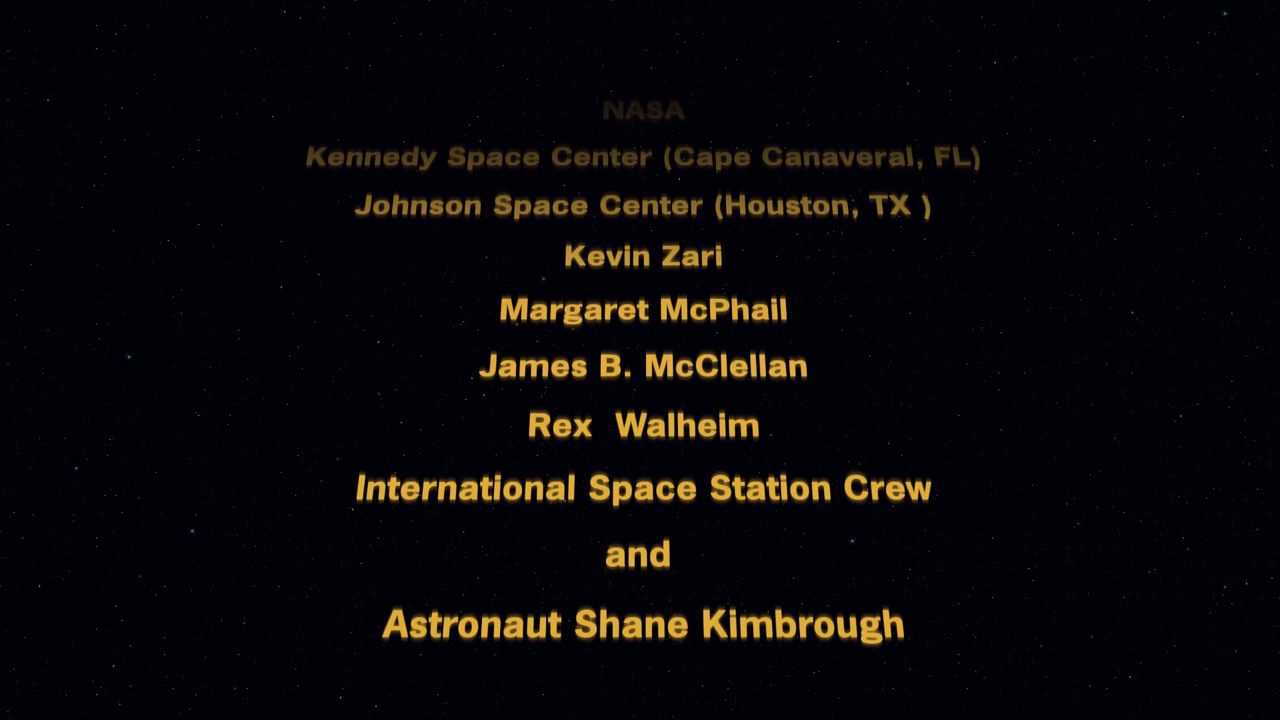 NASA
Kennedy Space Center (Cape Canaveral, FL)
Johnson Space Center (Houston, TX )
Kevin Zari
Margaret McPhail
James B. McClellan
Rex  Walheim
International Space Station Crew
and
Astronaut Shane Kimbrough